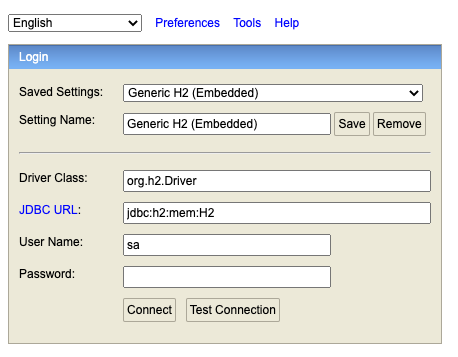 English Preferences Tools Help
Login
Saved Settings: Generic H2 (Embedded)
Setting Name: Generic H2 (Embedded) Save Remove
Driver Class: org.h2.Driver
JDBC URL: jdbc:h2:mem:H2
User Name: sa
Password:
Connect Test Connection